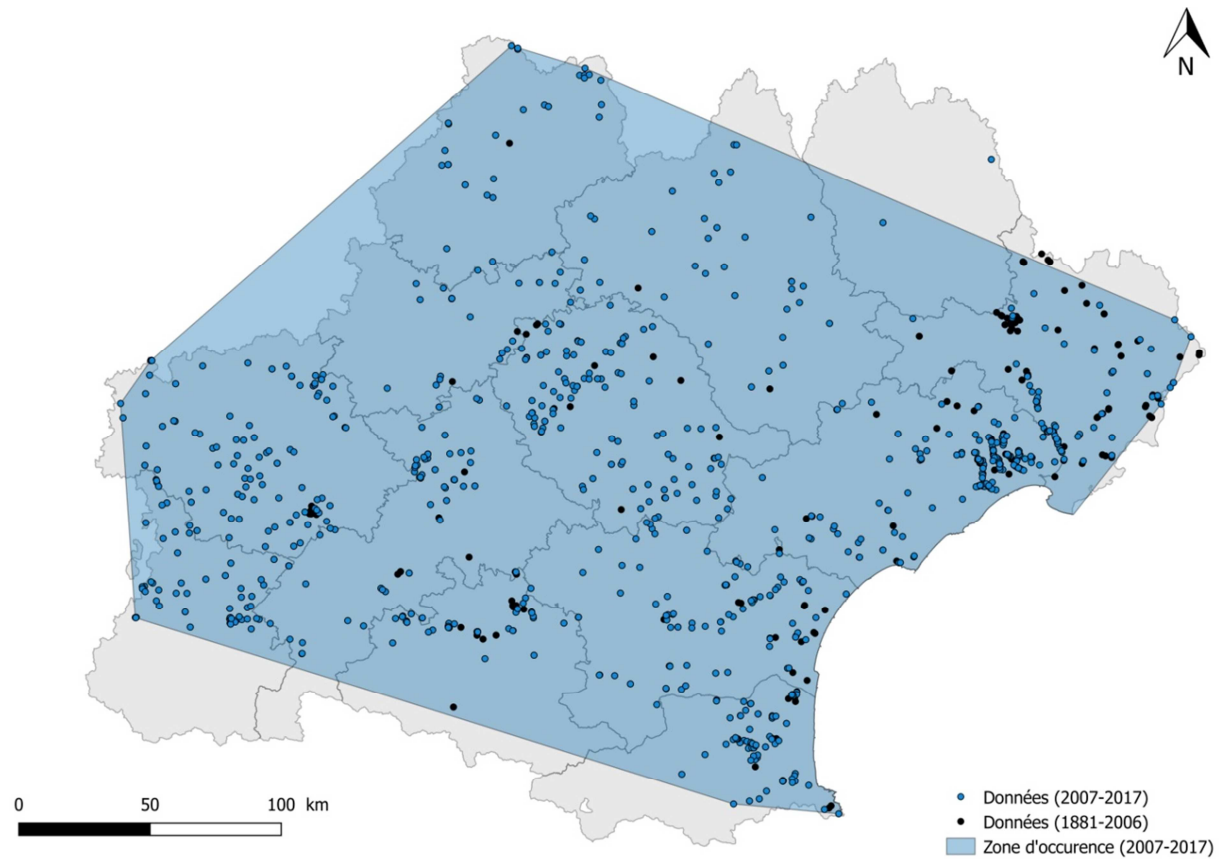 N
0 50 100 km
Données (2007-2017)
Données (1881-2006)
Zone d'occurence (2007-2017)